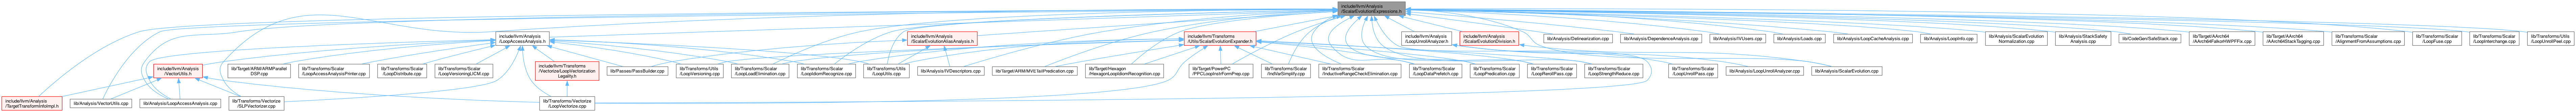 include/llvm/Analysis
/ScalarEvolutionExpressions.h
include/llvm/Analysis
/LoopAccessAnalysis.h
include/llvm/Analysis
/ScalarEvolutionAliasAnalysis.h
include/llvm/Transforms
/Utils/ScalarEvolutionExpander.h
include/llvm/Analysis
/LoopUnrollAnalyzer.h
include/llvm/Analysis
/ScalarEvolutionDivision.h
lib/Analysis/Delinearization.cpp
lib/Analysis/DependenceAnalysis.cpp
lib/Analysis/IVUsers.cpp
lib/Analysis/Loads.cpp
lib/Analysis/LoopCacheAnalysis.cpp
lib/Analysis/LoopInfo.cpp
lib/Analysis/ScalarEvolution
Normalization.cpp
lib/Analysis/StackSafety
Analysis.cpp
lib/CodeGen/SafeStack.cpp
lib/Target/AArch64
/AArch64FalkorHWPFFix.cpp
lib/Target/AArch64
/AArch64StackTagging.cpp
lib/Transforms/Scalar
/AlignmentFromAssumptions.cpp
lib/Transforms/Scalar
/LoopFuse.cpp
lib/Transforms/Scalar
/LoopInterchange.cpp
lib/Transforms/Utils
/LoopUnrollPeel.cpp
include/llvm/Analysis
/VectorUtils.h
lib/Target/ARM/ARMParallel
DSP.cpp
lib/Transforms/Scalar
/LoopAccessAnalysisPrinter.cpp
lib/Transforms/Scalar
/LoopDistribute.cpp
lib/Transforms/Scalar
/LoopVersioningLICM.cpp
include/llvm/Transforms
/Vectorize/LoopVectorization
Legality.h
lib/Passes/PassBuilder.cpp
lib/Transforms/Utils
/LoopVersioning.cpp
lib/Transforms/Scalar
/LoopLoadElimination.cpp
lib/Transforms/Scalar
/LoopIdiomRecognize.cpp
lib/Transforms/Utils
/LoopUtils.cpp
lib/Analysis/IVDescriptors.cpp
lib/Target/ARM/MVETailPredication.cpp
lib/Target/Hexagon
/HexagonLoopIdiomRecognition.cpp
lib/Target/PowerPC
/PPCLoopInstrFormPrep.cpp
lib/Transforms/Scalar
/IndVarSimplify.cpp
lib/Transforms/Scalar
/InductiveRangeCheckElimination.cpp
lib/Transforms/Scalar
/LoopDataPrefetch.cpp
lib/Transforms/Scalar
/LoopPredication.cpp
lib/Transforms/Scalar
/LoopRerollPass.cpp
lib/Transforms/Scalar
/LoopStrengthReduce.cpp
lib/Transforms/Scalar
/LoopUnrollPass.cpp
lib/Analysis/LoopUnrollAnalyzer.cpp
lib/Analysis/ScalarEvolution.cpp
include/llvm/Analysis
/TargetTransformInfoImpl.h
lib/Analysis/VectorUtils.cpp
lib/Analysis/LoopAccessAnalysis.cpp
lib/Transforms/Vectorize
/SLPVectorizer.cpp
lib/Transforms/Vectorize
/LoopVectorize.cpp